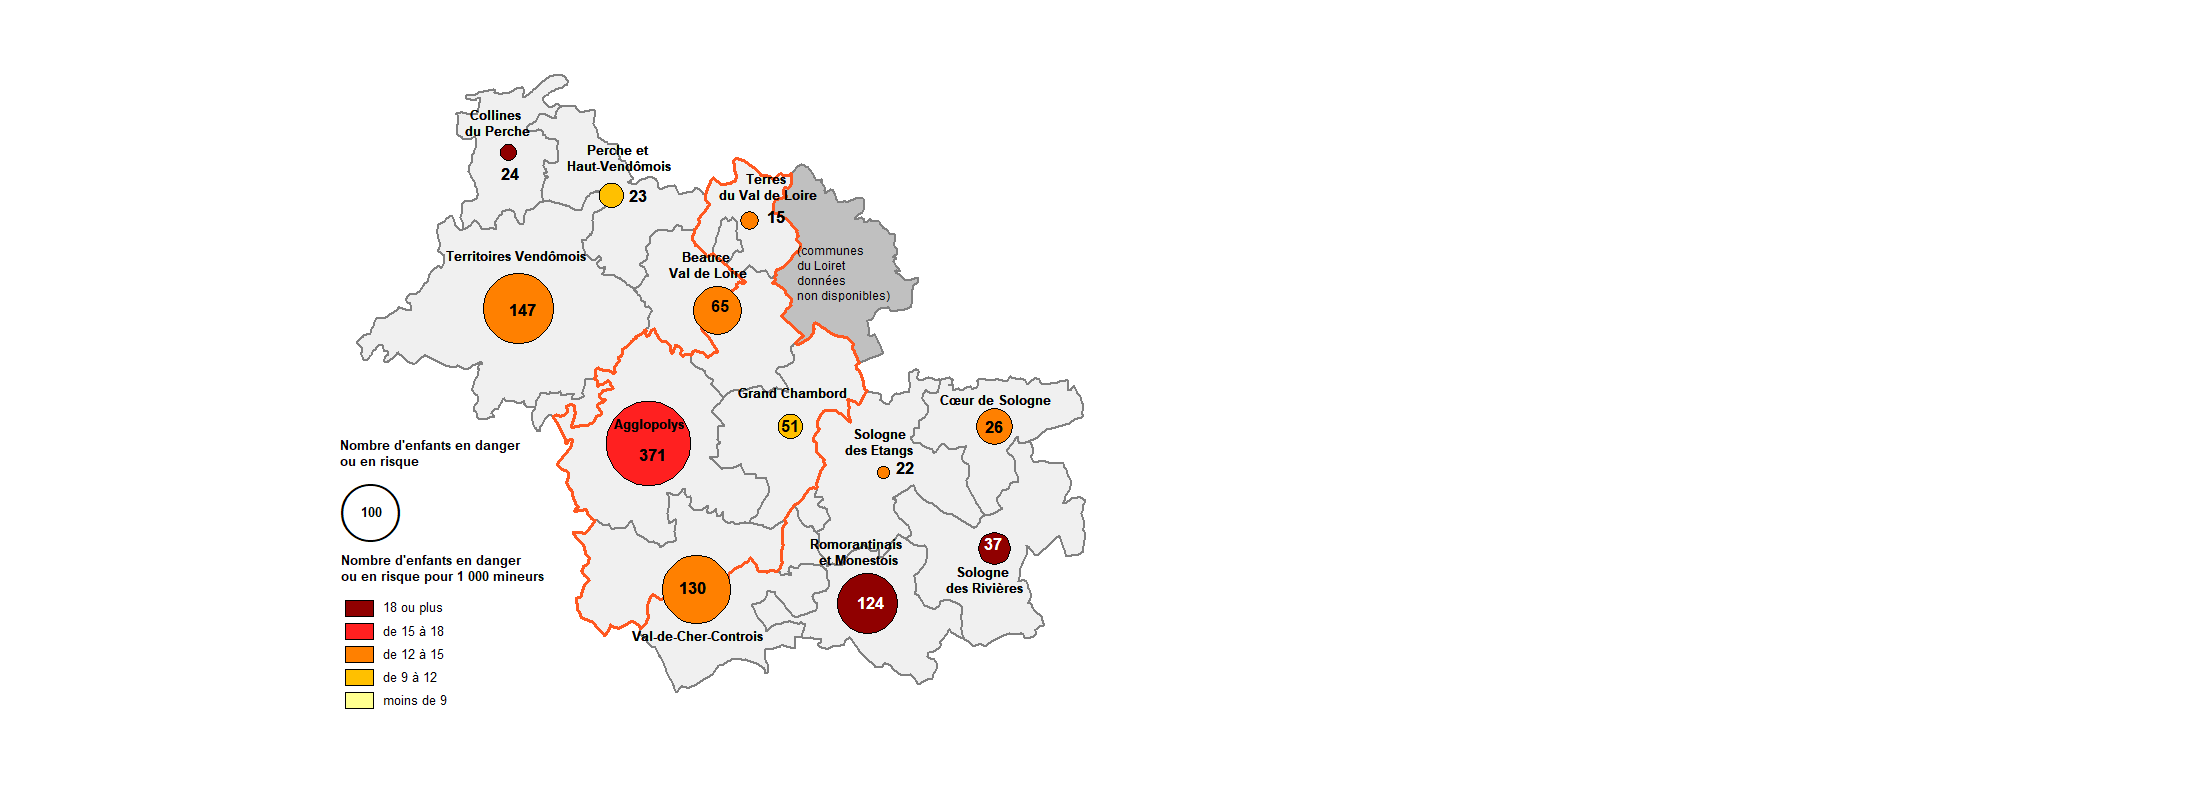 Collines
du Perche
24
Perche et
Haut-Vendômois
23
Terres
du Val de Loire
15
(communes
du Loiret
données
non disponibles)
Territoires Vendômois
147
Beauce
Val de Loire
65
Grand Chambord
51
Agglopolys
371
Cœur de Sologne
26
Sologne
des Etangs
22
Romorantinais
et Monestois
124
37
Sologne
des Rivières
130
Val-de-Cher-Controis
Nombre d'enfants en danger
ou en risque
100
Nombre d'enfants en danger
ou en risque pour 1 000 mineurs
18 ou plus
de 15 à 18
de 12 à 15
de 9 à 12
moins de 9